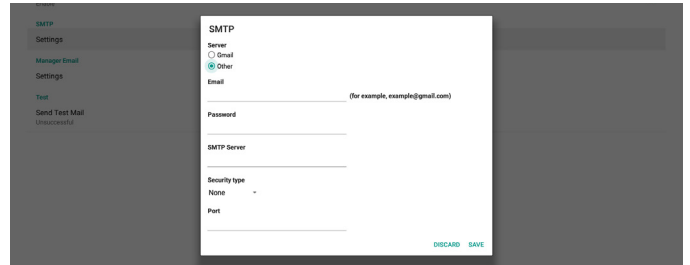 Enable
SMTP
Settings
Manager Email
Settings
Test
Send Test Mail
Unsuccessful
SMTP
Server
Gmail
Other
Email
(for example, example@gmail.com)
Password
SMTP Server
Security type
None
Port
DISCARD SAVE